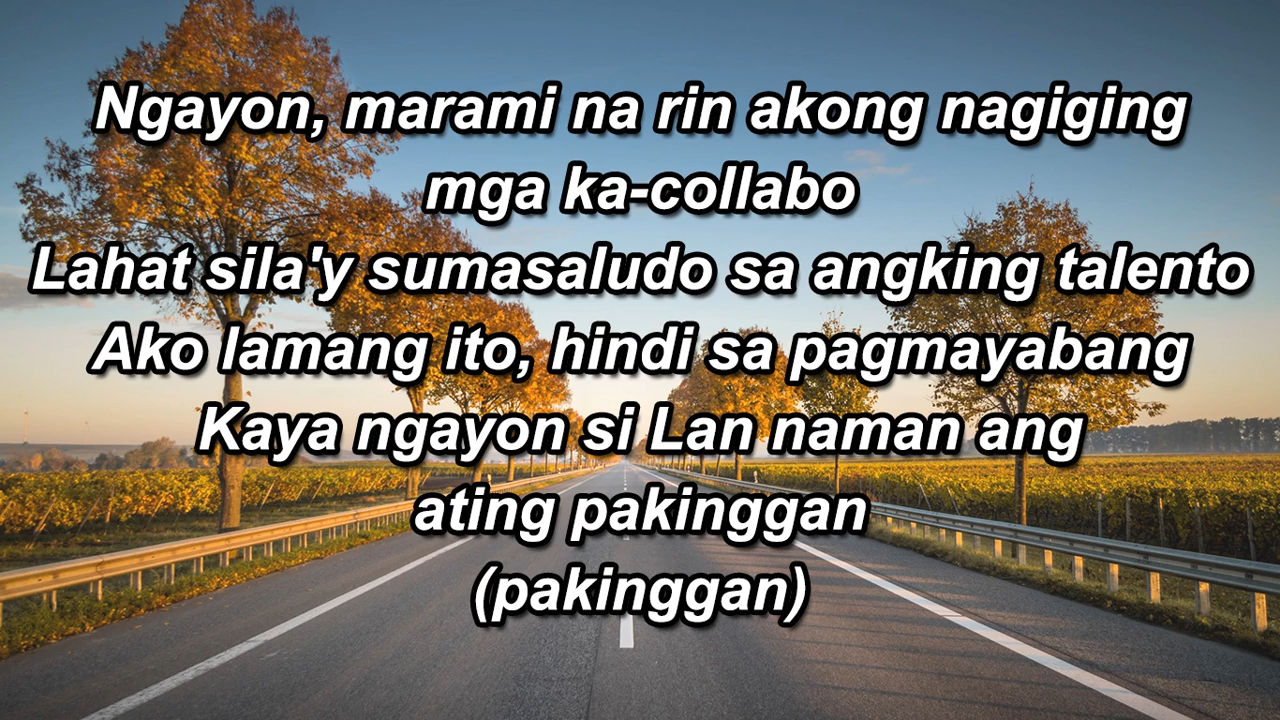 Ngayon, marami na rin akong nagiging
mga ka-collabo
Lahat sila'y sumasaludo sa angking talento
Ako lamang ito, hindi sa pagmayabang
Kaya ngayon si Lan naman ang
ating pakinggan
(pakinggan)